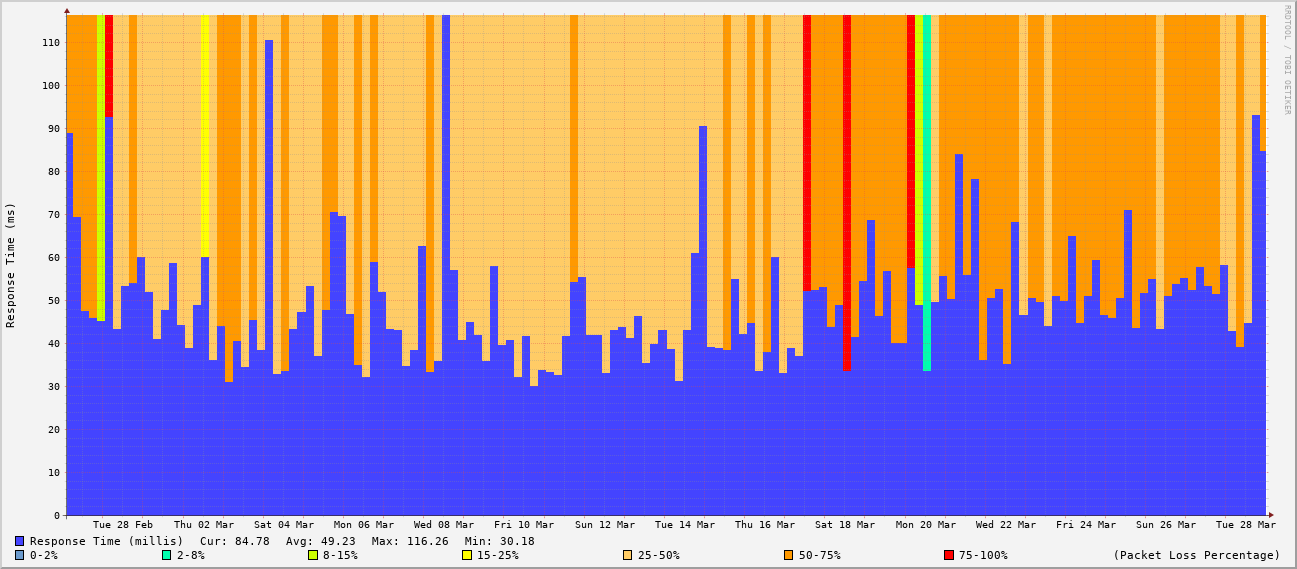 RRDTOOL / TOBI OETIKER
Response Time (ms)
110
100
90
80
70
60
50
40
30
20
10
0
Tue 28 Feb Thu 02 Mar Sat 04 Mar Mon 06 Mar Wed 08 Mar Fri 10 Mar Sun 12 Mar Tue 14 Mar Thu 16 Mar Sat 18 Mar Mon 20 Mar Wed 22 Mar Fri 24 Mar Sun 26 Mar Tue 28 Mar
Response Time (millis) Cur: 84.78 Avg: 49.23 Max: 116.26 Min: 30.18
0-2% 2-8% 8-15% 15-25% 25-50% 50-75% 75-100% (Packet Loss Percentage)